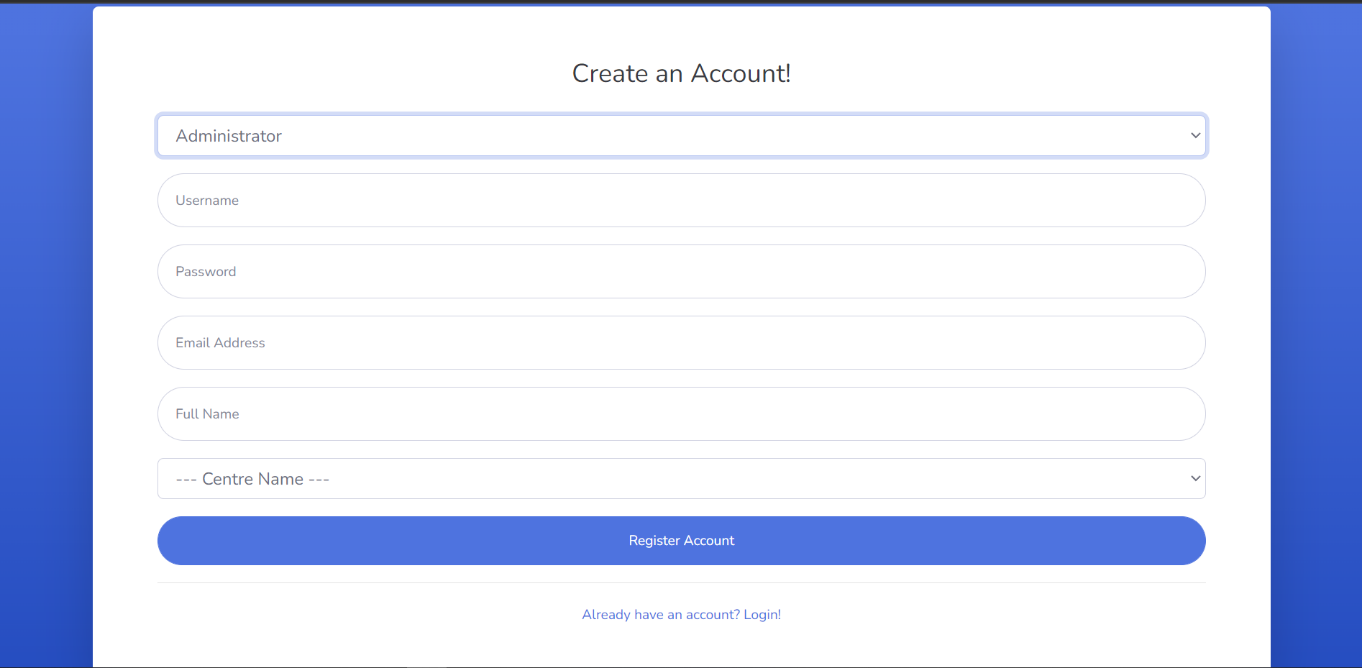 Create an Account!
Administrator
Username
Password
Email Address
Full Name
--- Centre Name ---
Register Account
Already have an account? Login!